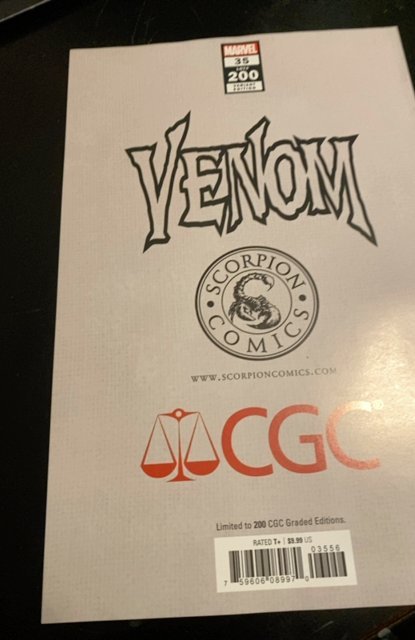 MARVEL
35
LGY#
200
VARIANT
EDITION
VENOM
SCORPION
COMICS
WWW.SCORPIONCOMICS.COM
CGC
Limited to 200 CGC Graded Editions.
RATED T+ $9.99 US
03556
7 59606 08997 0